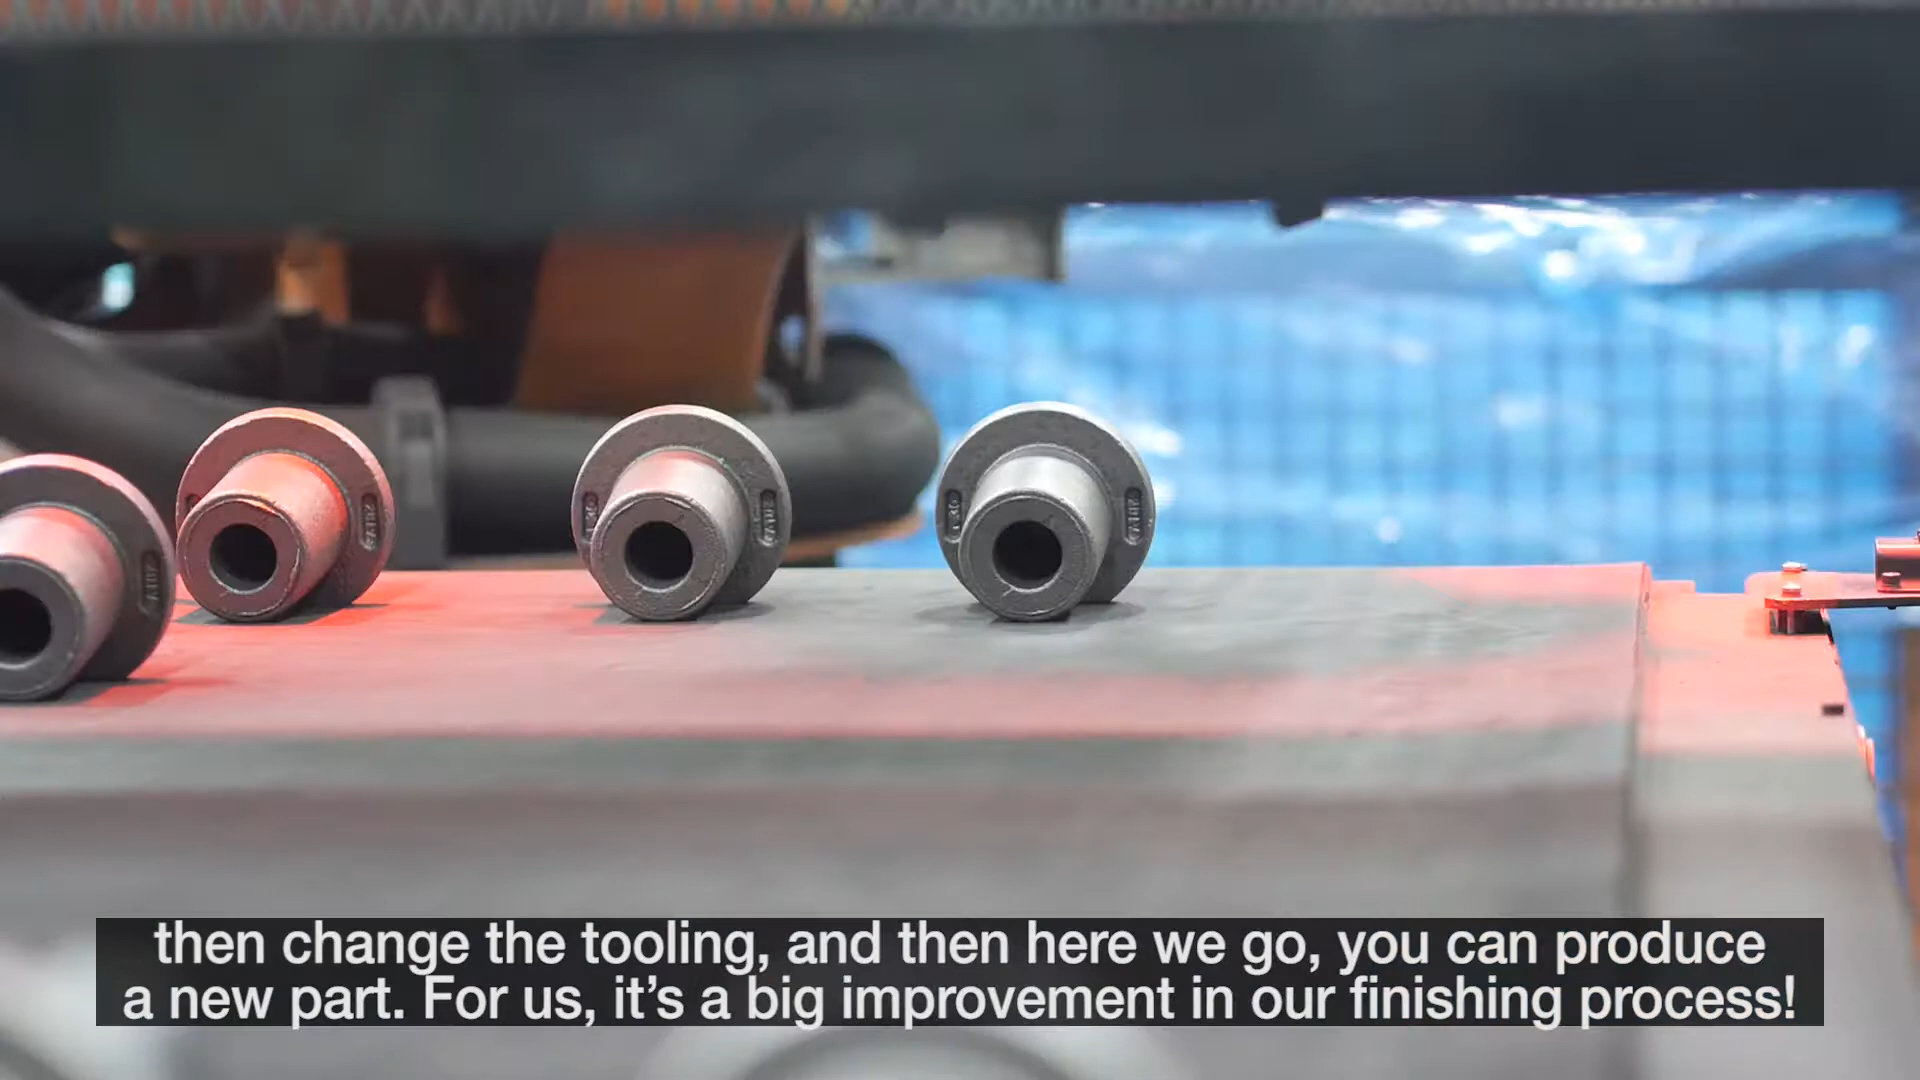 then change the tooling, and then here we go, you can produce
a new part. For us, it’s a big improvement in our finishing process!